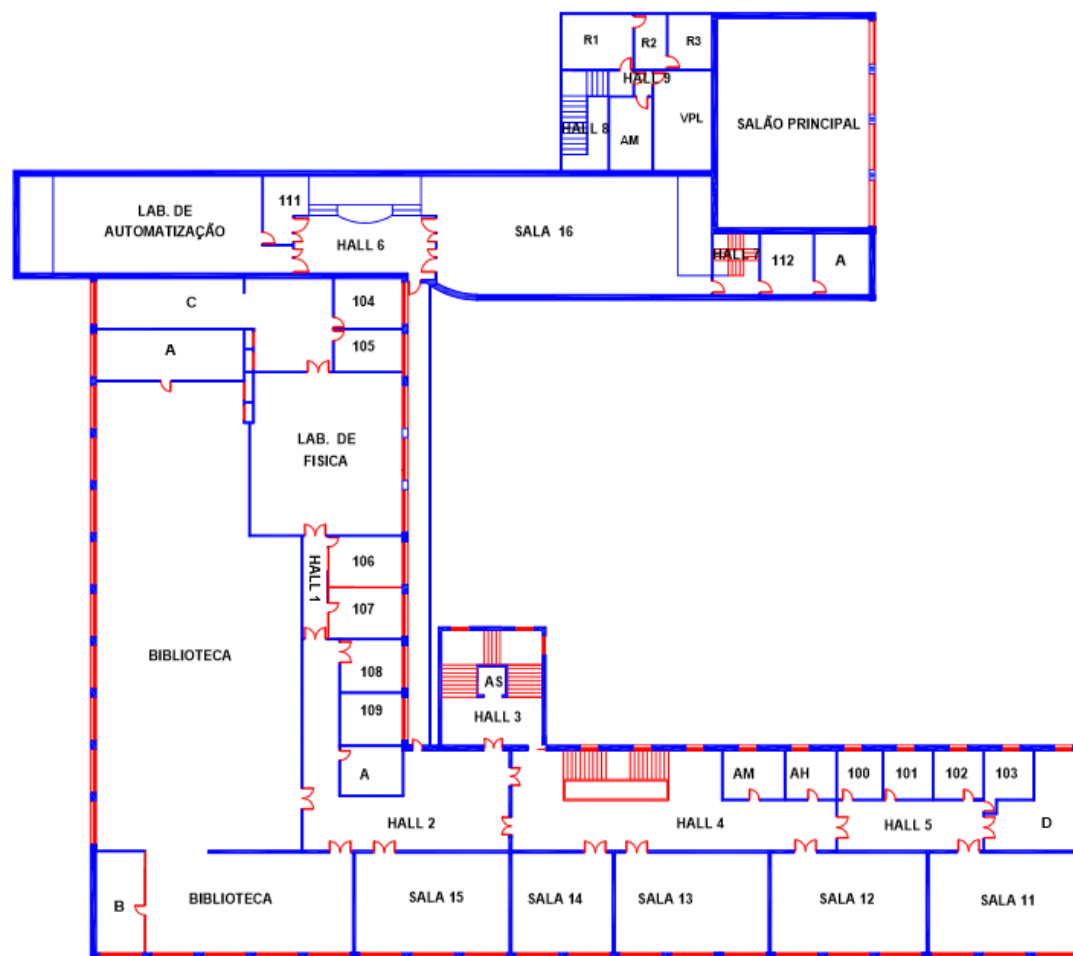 R1
R2
R3
HALL 9
HALL 8
AM
VPL
SALÃO PRINCIPAL
LAB. DE
AUTOMATIZAÇÃO
111
HALL 6
SALA 16
HALL 7
112
A
C
104
A
105
LAB. DE
FISICA
HALL 1
106
107
BIBLIOTECA
108
109
AS
HALL 3
A
AM
AH
100
101
102
103
HALL 2
HALL 4
HALL 5
D
B
BIBLIOTECA
SALA 15
SALA 14
SALA 13
SALA 12
SALA 11